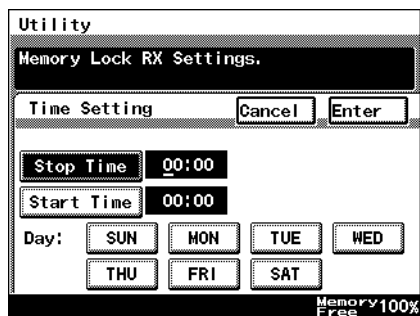 Utility
Memory Lock RX Settings.
Time Setting Cancel Enter
Stop Time 00:00
Start Time 00:00
Day: SUN MON TUE WED
THU FRI SAT
Memory Free 100%